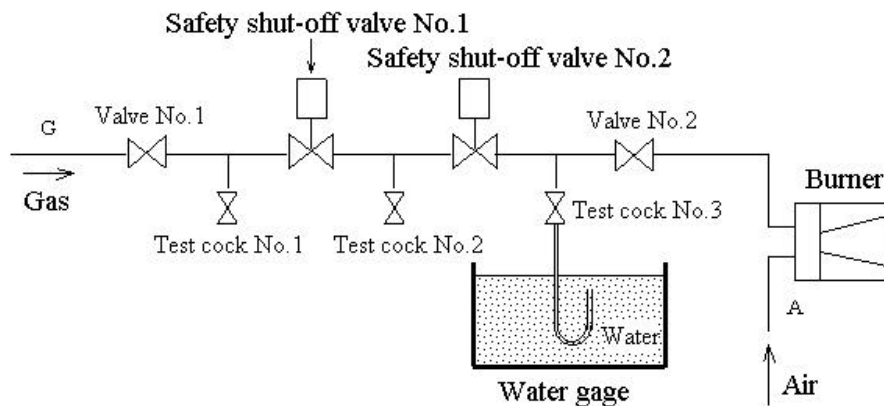 Safety shut-off valve No.1
Safety shut-off valve No.2
G
Valve No.1
Valve No.2
Gas
Burner
Test cock No.1
Test cock No.2
Test cock No.3
Water
A
Water gage
Air